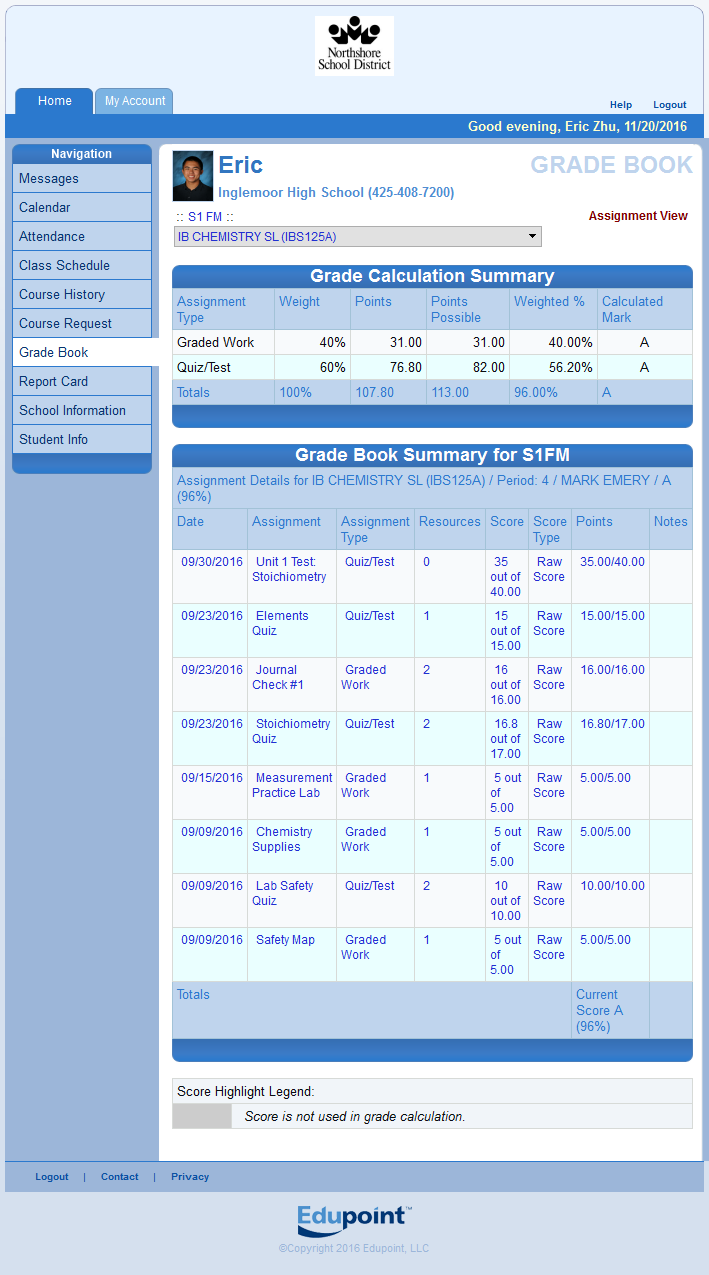 Northshore
School District
Home
My Account
Help
Logout
Good evening, Eric Zhu, 11/20/2016
Navigation
Messages
Calendar
Attendance
Class Schedule
Course History
Course Request
Grade Book
Report Card
School Information
Student Info
Eric
GRADE BOOK
Inglemoor High School (425-408-7200)
:: S1 FM ::
Assignment View
IB CHEMISTRY SL (IBS125A)
Grade Calculation Summary
Assignment Type Weight Points Points Possible Weighted % Calculated Mark
Graded Work 40% 31.00 31.00 40.00% A
Quiz/Test 60% 76.80 82.00 56.20% A
Totals 100% 107.80 113.00 96.00% A
Grade Book Summary for S1FM
Assignment Details for IB CHEMISTRY SL (IBS125A) / Period: 4 / MARK EMERY / A
(96%)
Date Assignment Assignment Type Resources Score Score Type Points Notes
09/30/2016 Unit 1 Test: Stoichiometry Quiz/Test 0 35 out of 40.00 Raw Score 35.00/40.00
09/23/2016 Elements Quiz Quiz/Test 1 15 out of 15.00 Raw Score 15.00/15.00
09/23/2016 Journal Check #1 Graded Work 2 16 out of 16.00 Raw Score 16.00/16.00
09/23/2016 Stoichiometry Quiz Quiz/Test 2 16.8 out of 17.00 Raw Score 16.80/17.00
09/15/2016 Measurement Practice Lab Graded Work 1 5 out of 5.00 Raw Score 5.00/5.00
09/09/2016 Chemistry Supplies Graded Work 1 5 out of 5.00 Raw Score 5.00/5.00
09/09/2016 Lab Safety Quiz Quiz/Test 2 10 out of 10.00 Raw Score 10.00/10.00
09/09/2016 Safety Map Graded Work 1 5 out of 5.00 Raw Score 5.00/5.00
Totals Current Score A (96%)
Score Highlight Legend:
Score is not used in grade calculation.
Logout | Contact | Privacy
Edupoint™
©Copyright 2016 Edupoint, LLC